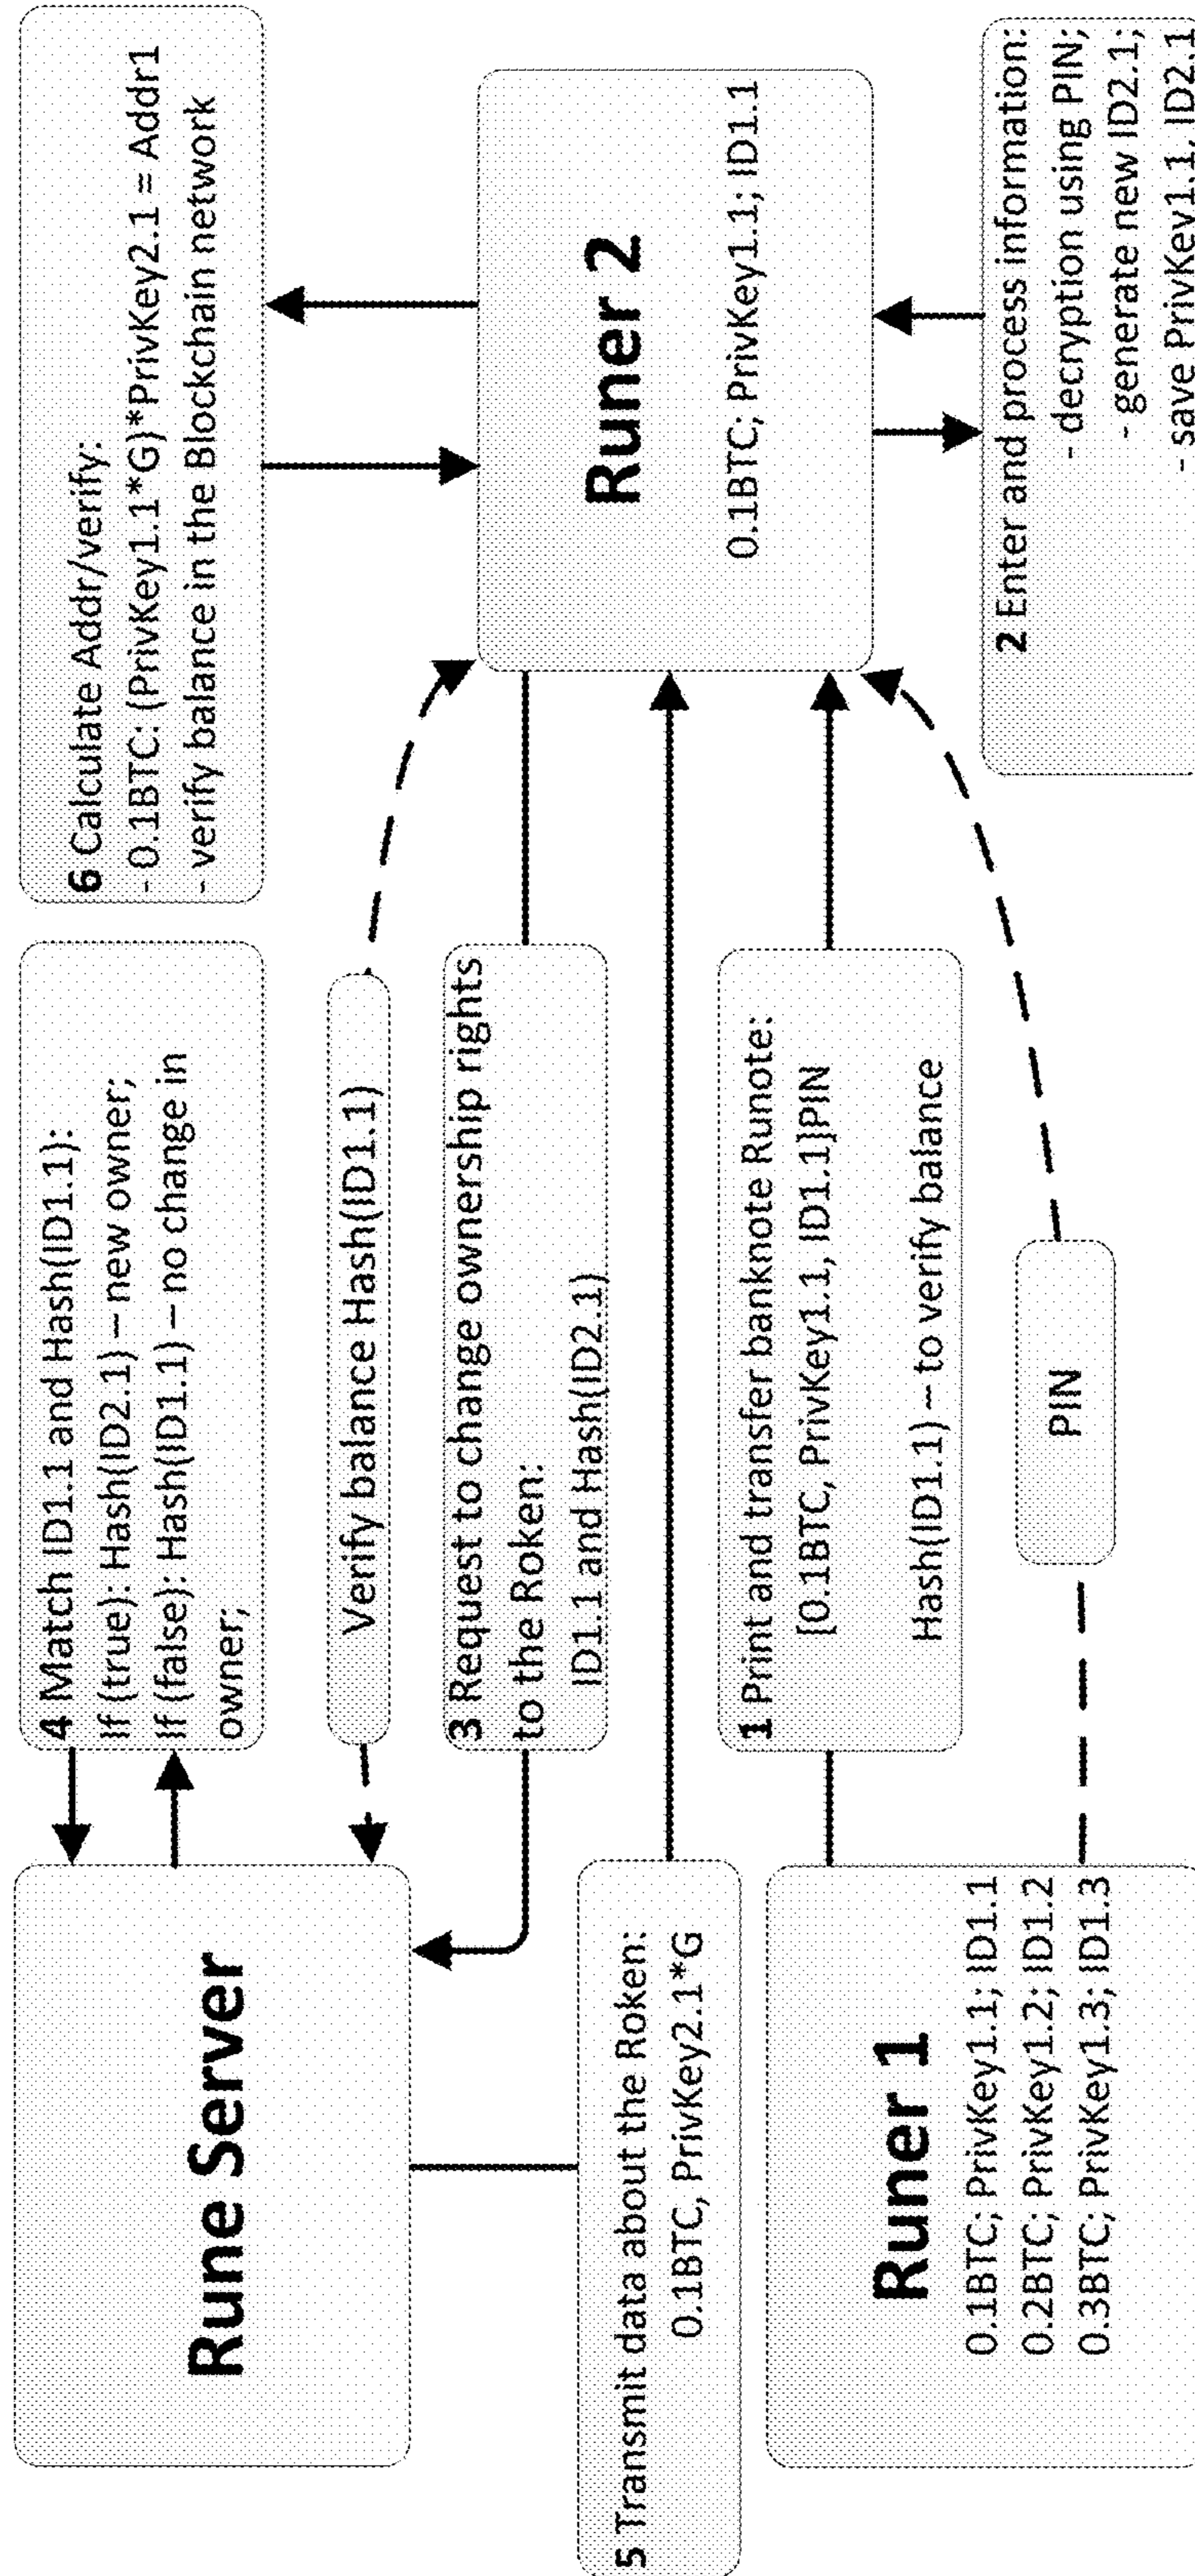 Rune Server
4 Match ID1.1 and Hash(ID1.1):
If (true): Hash(ID2.1) – new owner;
If (false): Hash(ID1.1) – no change in
owner;
6 Calculate Addr/verify:
- 0.1BTC: (PrivKey1.1*G)*PrivKey2.1 = Addr1
- verify balance in the Blockchain network
Verify balance Hash(ID1.1)
3 Request to change ownership rights
to the Roken:
ID1.1 and Hash(ID2.1)
5 Transmit data about the Roken:
0.1BTC, PrivKey2.1*G
Runer 2
0.1BTC; PrivKey1.1; ID1.1
Runer 1
0.1BTC; PrivKey1.1; ID1.1
0.2BTC; PrivKey1.2; ID1.2
0.3BTC; PrivKey1.3; ID1.3
1 Print and transfer banknote Runote:
[0.1BTC, PrivKey1.1, ID1.1]PIN
Hash(ID1.1) – to verify balance
PIN
2 Enter and process information:
- decryption using PIN;
- generate new ID2.1;
- save PrivKey1.1, ID2.1